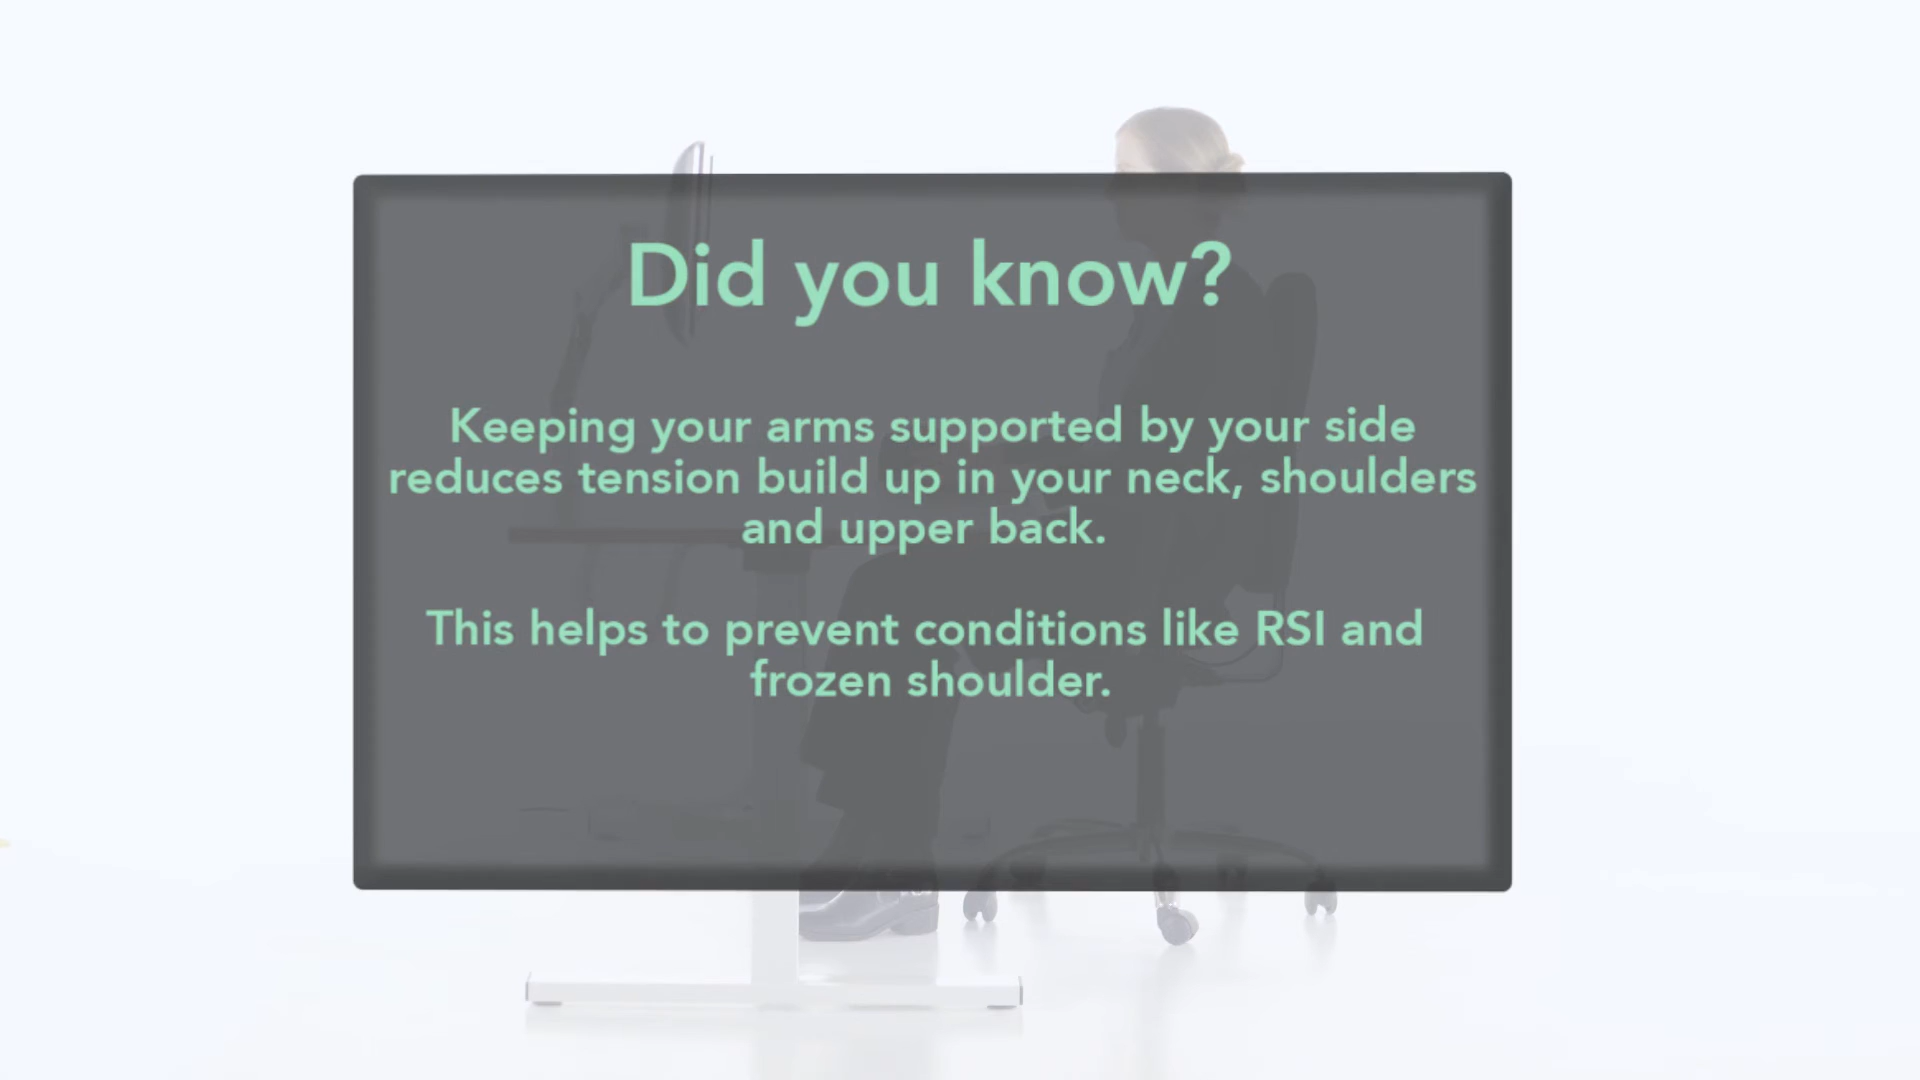 Did you know?
Keeping your arms supported by your side
reduces tension build up in your neck, shoulders
and upper back.
This helps to prevent conditions like RSI and
frozen shoulder.